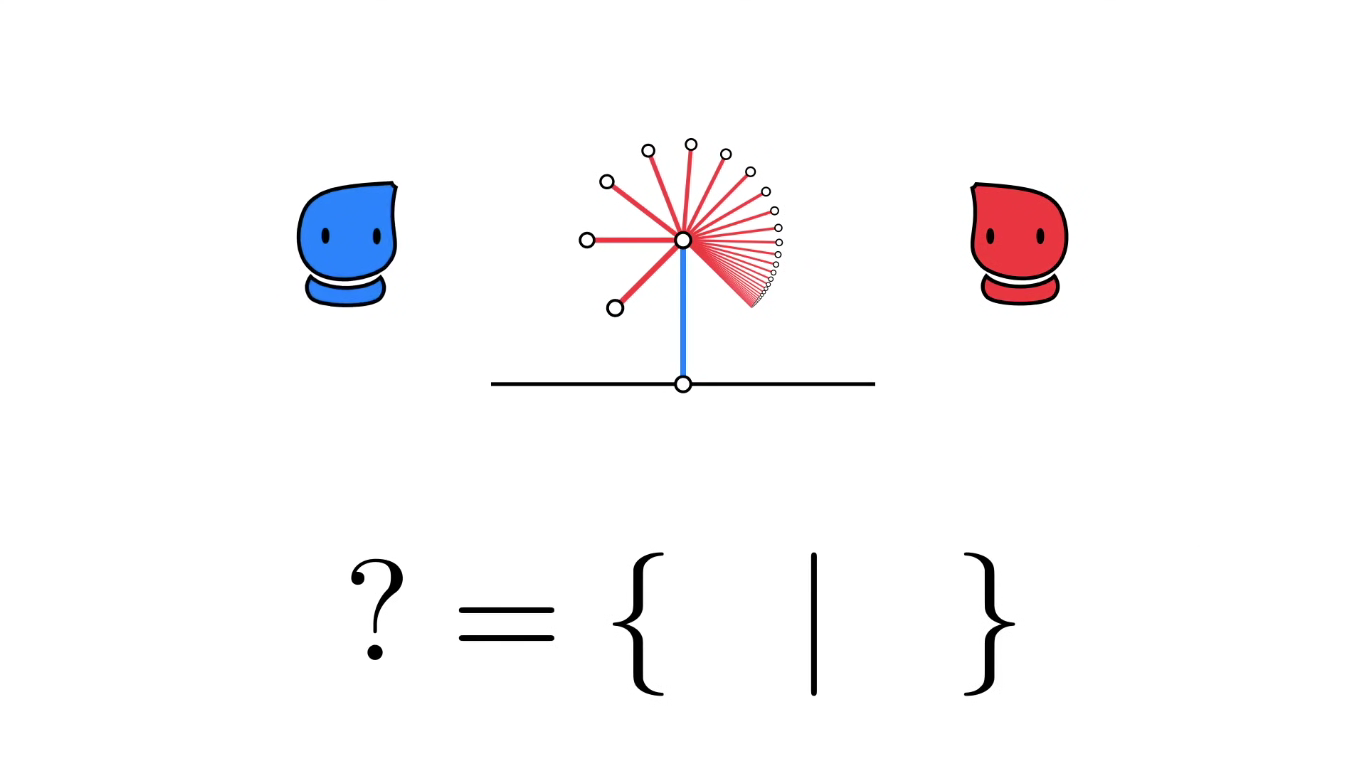 ? = { | }